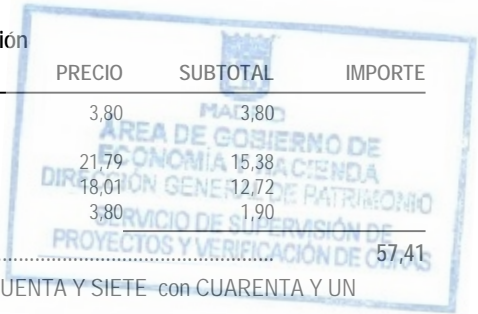 ión
PRECIO SUBTOTAL IMPORTE
3,80 3,80
MADRID
ÁREA DE GOBIERNO DE
ECONOMÍA Y HACIENDA
21,79 15,38
DIRECCIÓN GENERAL DE PATRIMONIO
18,01 12,72
3,80 1,90
SERVICIO DE SUPERVISIÓN DE
PROYECTOS Y VERIFICACIÓN DE OBRAS
57,41
UENTA Y SIETE con CUARENTA Y UN